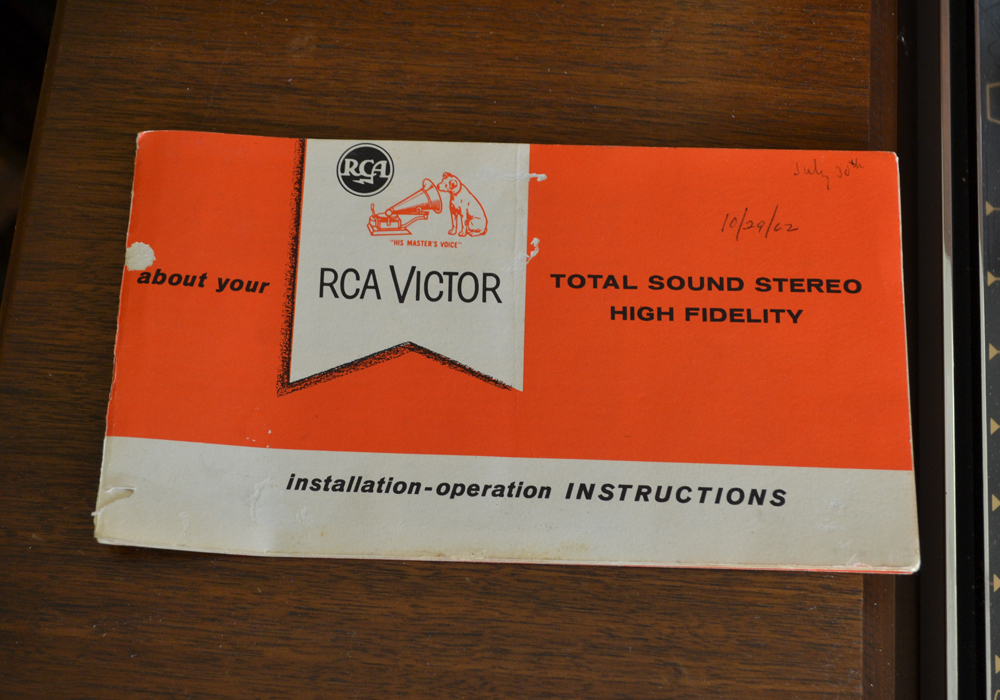 RCA
"HIS MASTER'S VOICE"
RCA VICTOR
about your
July 30th
10/29/62
TOTAL SOUND STEREO
HIGH FIDELITY
installation-operation INSTRUCTIONS